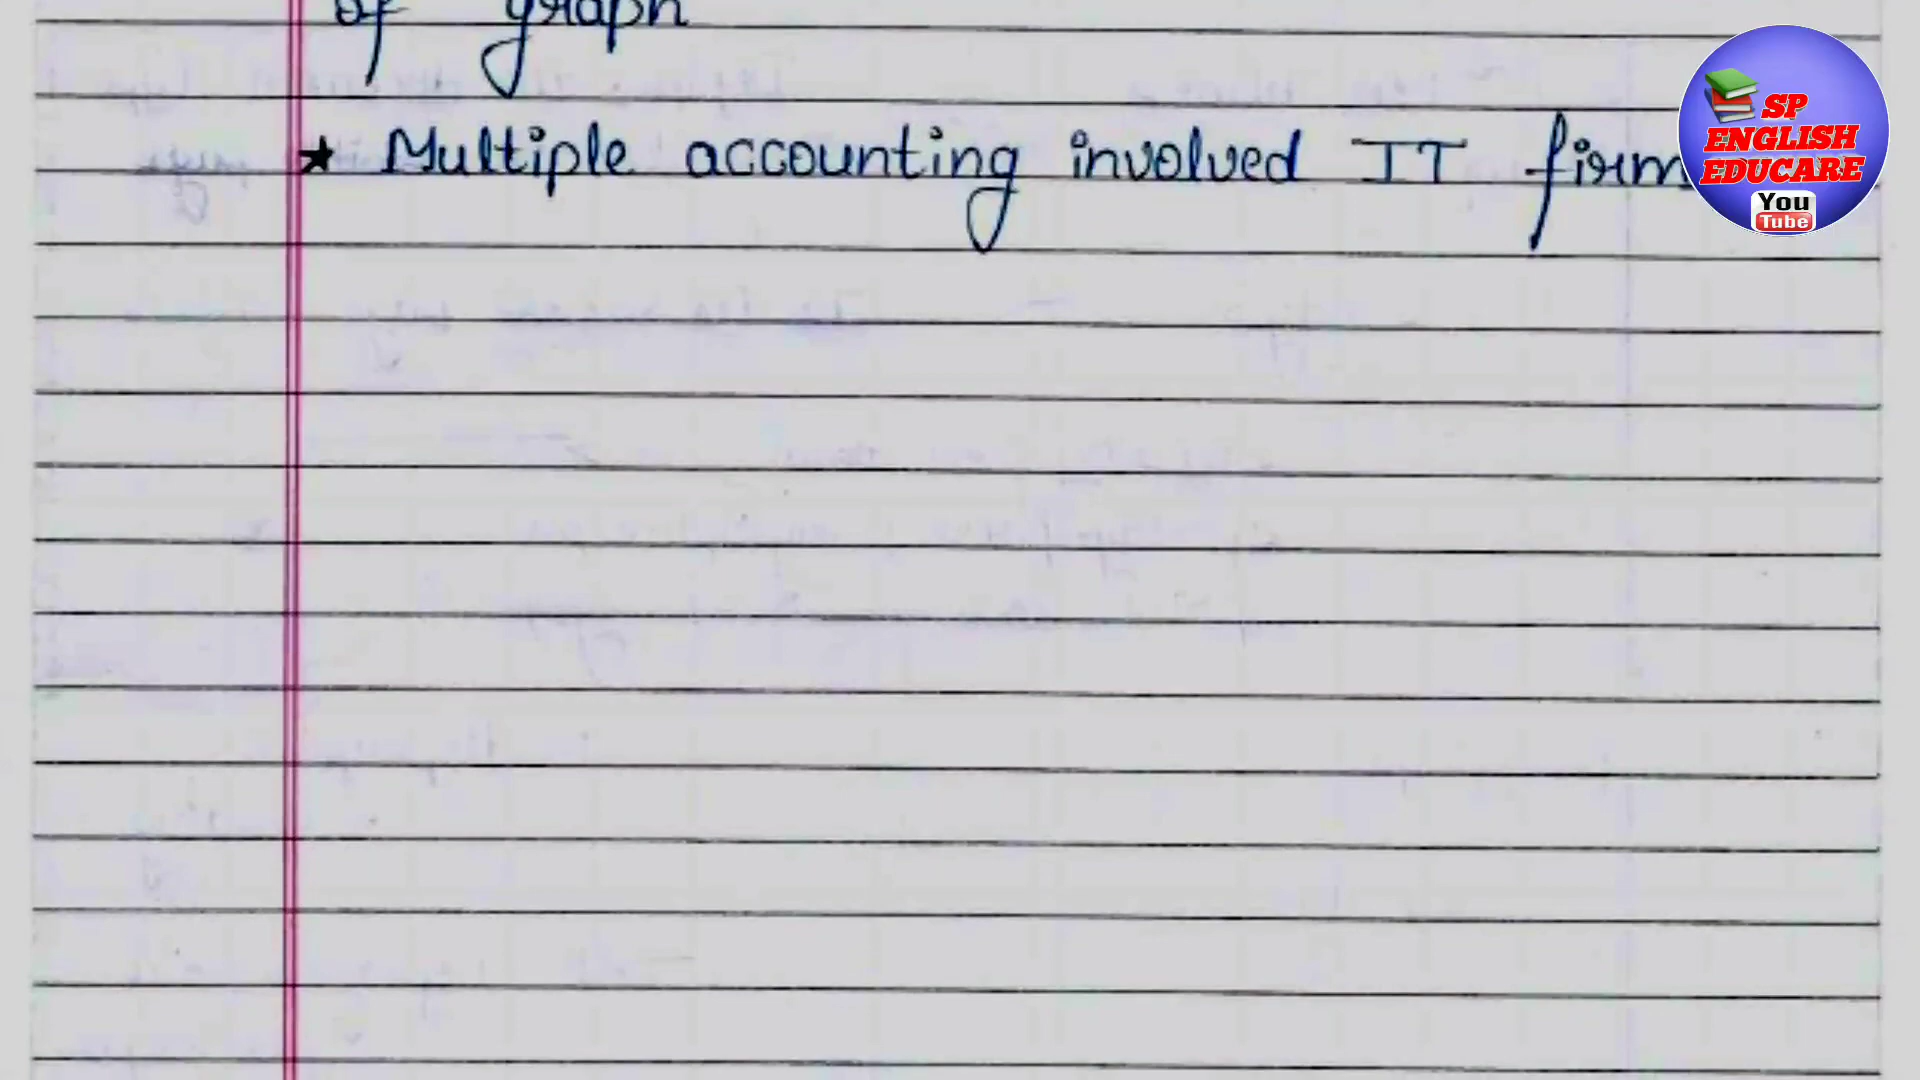 of graph
★ Multiple accounting involved IT firm
SP
ENGLISH
EDUCARE
You
Tube